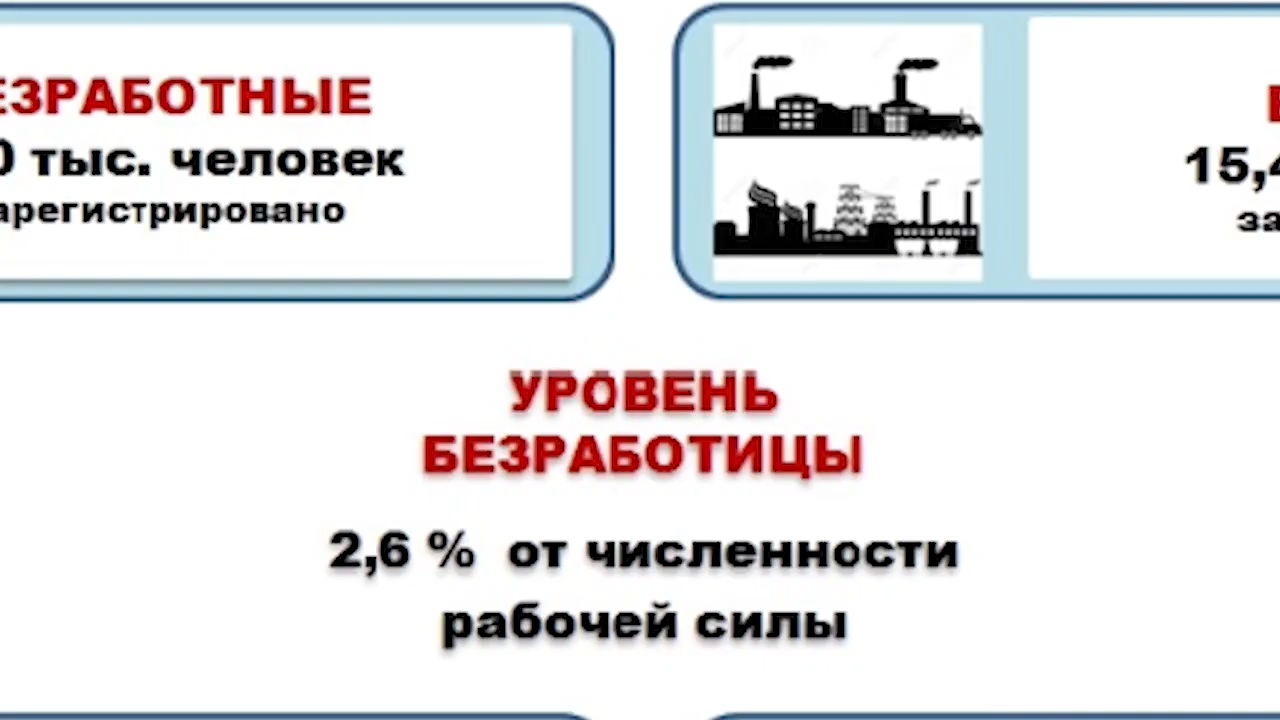 ЕЗРАБОТНЫЕ
0 тыс. человек
арегистрировано
15,4
за
УРОВЕНЬ
БЕЗРАБОТИЦЫ
2,6 % от численности
рабочей силы